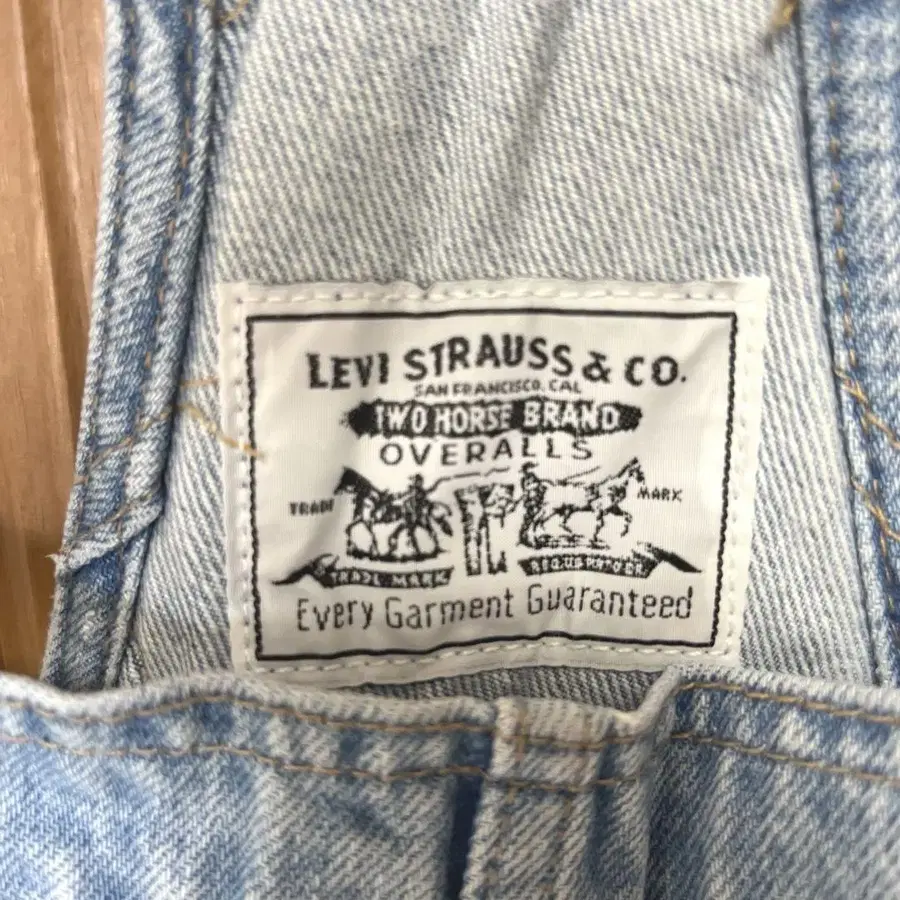 LEVI STRAUSS & CO.
SAN FRANCISCO. CAL
TWO HORSE BRAND
OVERALLS
TRADE MARK
TRADE MARK
Every Garment Guaranteed